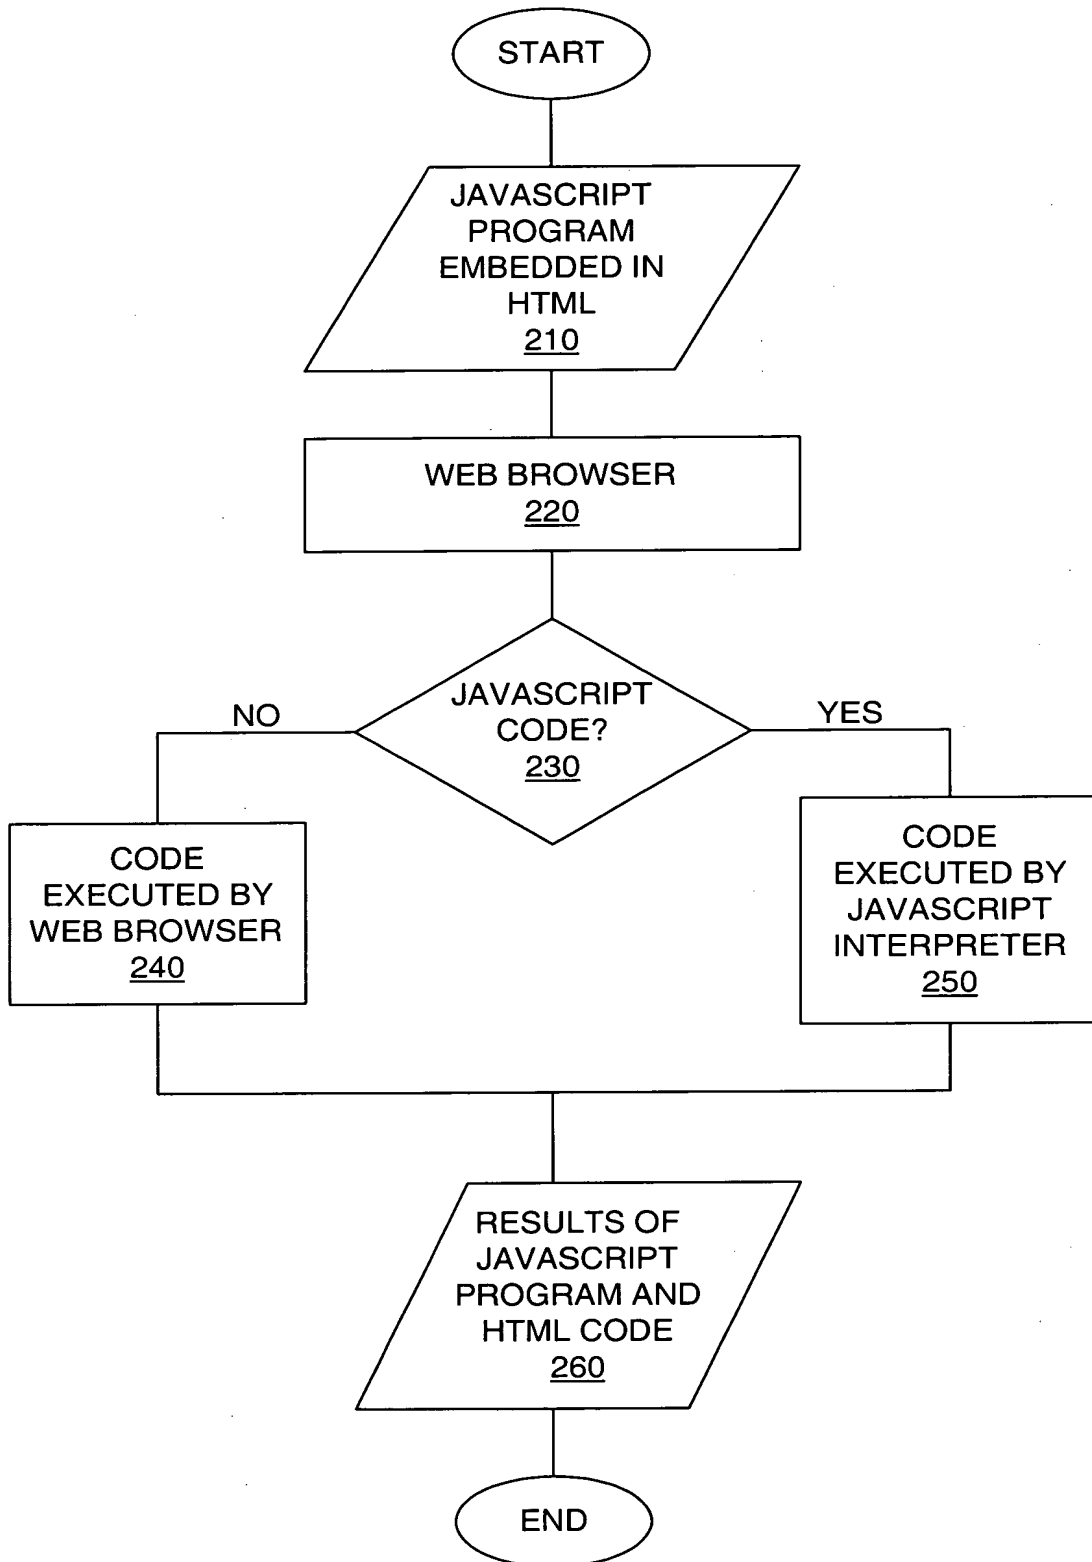 START
JAVASCRIPT
PROGRAM
EMBEDDED IN
HTML
210
WEB BROWSER
220
JAVASCRIPT
CODE?
230
NO
YES
CODE
EXECUTED BY
WEB BROWSER
240
CODE
EXECUTED BY
JAVASCRIPT
INTERPRETER
250
RESULTS OF
JAVASCRIPT
PROGRAM AND
HTML CODE
260
END